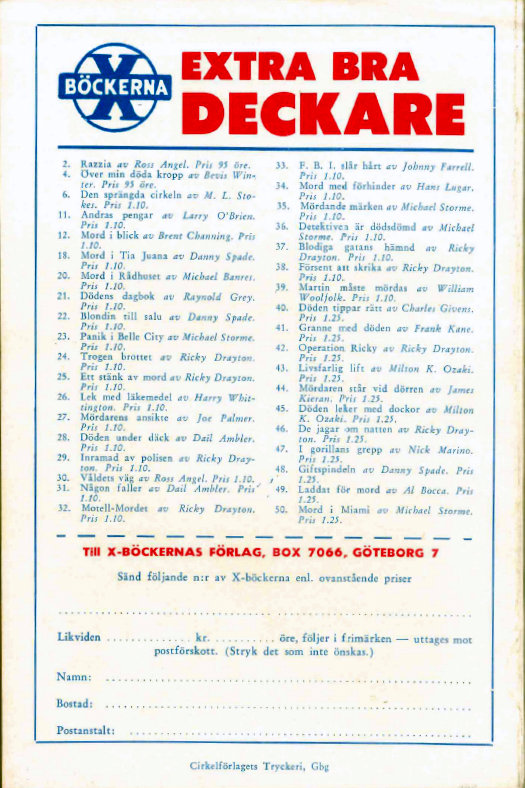 X
BÖCKERNA
EXTRA BRA
DECKARE
2. Razzia av Ross Angel. Pris 95 öre.
4. Över min döda kropp av Bevis Win-
ter. Pris 95 öre.
6. Den sprängda cirkeln av M. L. Sto-
kes. Pris 1.10.
11. Andras pengar av Larry O'Brien.
Pris 1.10.
12. Mord i blick av Brent Channing. Pris
1.10.
18. Mord i Tia Juana av Danny Spade.
Pris 1.10.
20. Mord i Rådhuset av Michael Banres.
Pris 1.10.
21. Dödens dagbok av Raynold Grey.
Pris 1.10.
22. Blondin till salu av Danny Spade.
Pris 1.10.
23. Panik i Belle City av Michael Storme.
Pris 1.10.
24. Trogen brottet av Ricky Drayton.
Pris 1.10.
25. Ett stänk av mord av Ricky Drayton.
Pris 1.10.
26. Lek med läkemedel av Harry Whit-
tington. Pris 1.10.
27. Mördarens ansikte av Joe Palmer.
Pris 1.10.
28. Döden under däck av Dail Ambler.
Pris 1.10.
29. Inramad av polisen av Ricky Dray-
ton. Pris 1.10.
30. Våldets väg av Ross Angel. Pris 1.10.
31. Någon faller av Dail Ambler. Pris
1.10.
32. Motell-Mordet av Ricky Drayton.
Pris 1.10.
33. F. B. I. slår hårt av Johnny Farrell.
Pris 1.10.
34. Mord med förhinder av Hans Lugar.
Pris 1.10.
35. Mördande märken av Michael Storme.
Pris 1.10.
36. Detektiven är dödsdömd av Michael
Storme. Pris 1.10.
37. Blodiga gatans hämnd av Ricky
Drayton. Pris 1.10.
38. Försent att skrika av Ricky Drayton.
Pris 1.10.
39. Martin måste mördas av William
Woolfolk. Pris 1.10.
40. Döden tippar rätt av Charles Givens.
Pris 1.25.
41. Granne med döden av Frank Kane.
Pris 1.25.
42. Operation Ricky av Ricky Drayton.
Pris 1.25.
43. Livsfarlig lift av Milton K. Ozaki.
Pris 1.25.
44. Mördaren står vid dörren av James
Kieran. Pris 1.25.
45. Döden leker med dockor av Milton
K. Ozaki. Pris 1.25.
46. De jagar om natten av Ricky Dray-
ton. Pris 1.25.
47. I gorillans grepp av Nick Marino.
Pris 1.25.
48. Giftspindeln av Danny Spade. Pris
1.25.
49. Laddat för mord av Al Bocca. Pris
1.25.
50. Mord i Miami av Michael Storme.
Pris 1.25.
Till X-BÖCKERNAS FÖRLAG, BOX 7066, GÖTEBORG 7
Sänd följande n:r av X-böckerna enl. ovanstående priser
Likviden ............ kr. ........... öre, följer i frimärken — uttages mot
postförskott. (Stryk det som inte önskas.)
Namn:
Bostad:
Postanstalt:
Cirkelförlagets Tryckeri, Gbg